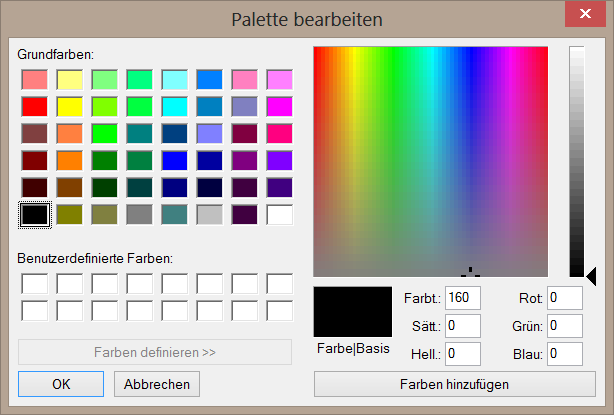 Palette bearbeiten
Grundfarben:
Benutzerdefinierte Farben:
Farben definieren >>
OK
Abbrechen
Farbe|Basis
Farbt.: 160
Sätt.: 0
Hell.: 0
Rot: 0
Grün: 0
Blau: 0
Farben hinzufügen